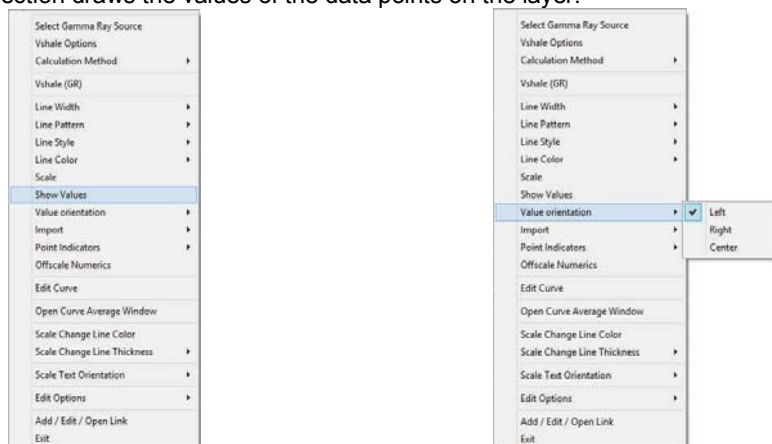 ection draws the values of the data points on the layer.
Select Gamma Ray Source
Vshale Options
Calculation Method
Vshale (GR)
Line Width
Line Pattern
Line Style
Line Color
Scale
Show Values
Value orientation
Import
Point Indicators
Offscale Numerics
Edit Curve
Open Curve Average Window
Scale Change Line Color
Scale Change Line Thickness
Scale Text Orientation
Edit Options
Add / Edit / Open Link
Exit
Select Gamma Ray Source
Vshale Options
Calculation Method
Vshale (GR)
Line Width
Line Pattern
Line Style
Line Color
Scale
Show Values
Value orientation
Import
Point Indicators
Offscale Numerics
Edit Curve
Open Curve Average Window
Scale Change Line Color
Scale Change Line Thickness
Scale Text Orientation
Edit Options
Add / Edit / Open Link
Exit
Left
Right
Center